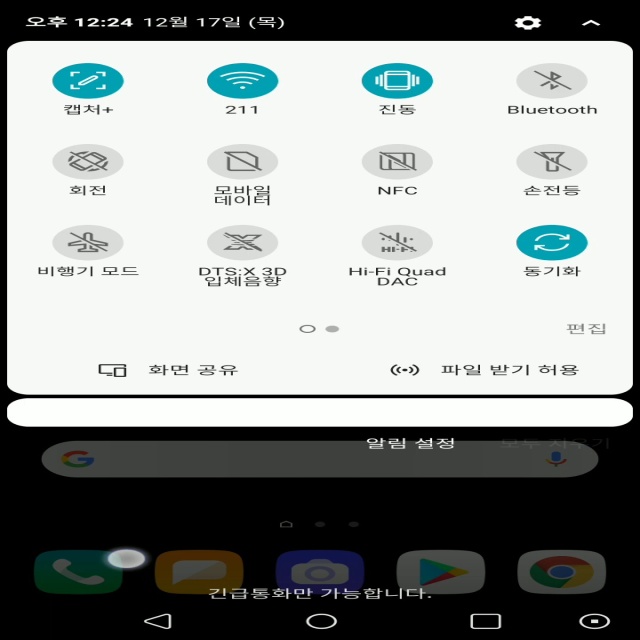 오후 12:24 12월 17일 (목)
캡처+
211
진동
Bluetooth
회전
모바일
데이터
NFC
손전등
비행기 모드
DTS:X 3D
입체음향
Hi-Fi Quad
DAC
동기화
편집
화면 공유
파일 받기 허용
알림 설정
모두 지우기
긴급통화만 가능합니다.